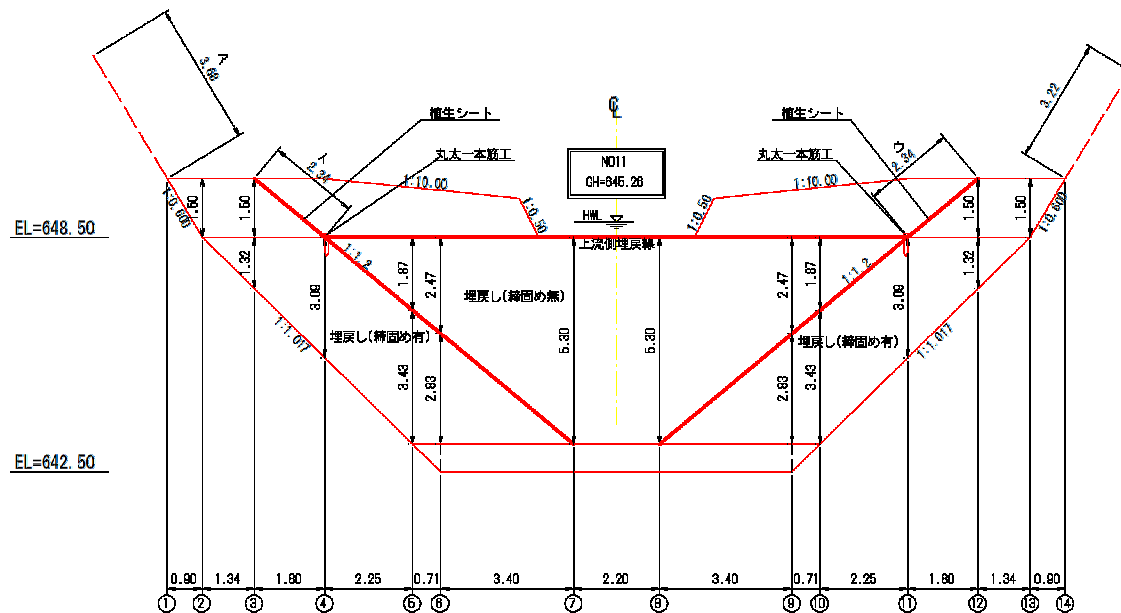 ア
3.68
イ
2.34
植生シート
丸太一本筋工
1:10.00
1:0.50
CL
NO11
GH=645.26
HWL
上流側埋戻線
植生シート
丸太一本筋工
ウ
2.34
3.22
1:10.00
1:0.50
1:0.600
1.50
1.50
1.50
1.50
1:0.600
EL=648.50
1.32
3.09
1:1.2
1.87
2.47
埋戻し(締固め無)
5.30
5.30
2.47
1.87
1:1.2
3.09
1.32
1:1.017
埋戻し(締固め有)
3.43
2.83
2.83
3.43
埋戻し(締固め有)
1:1.017
EL=642.50
0.90 1.34 1.80 2.25 0.71 3.40 2.20 3.40 0.71 2.25 1.80 1.34 0.90
① ② ③ ④ ⑤ ⑥ ⑦ ⑧ ⑨ ⑩ ⑪ ⑫ ⑬ ⑭